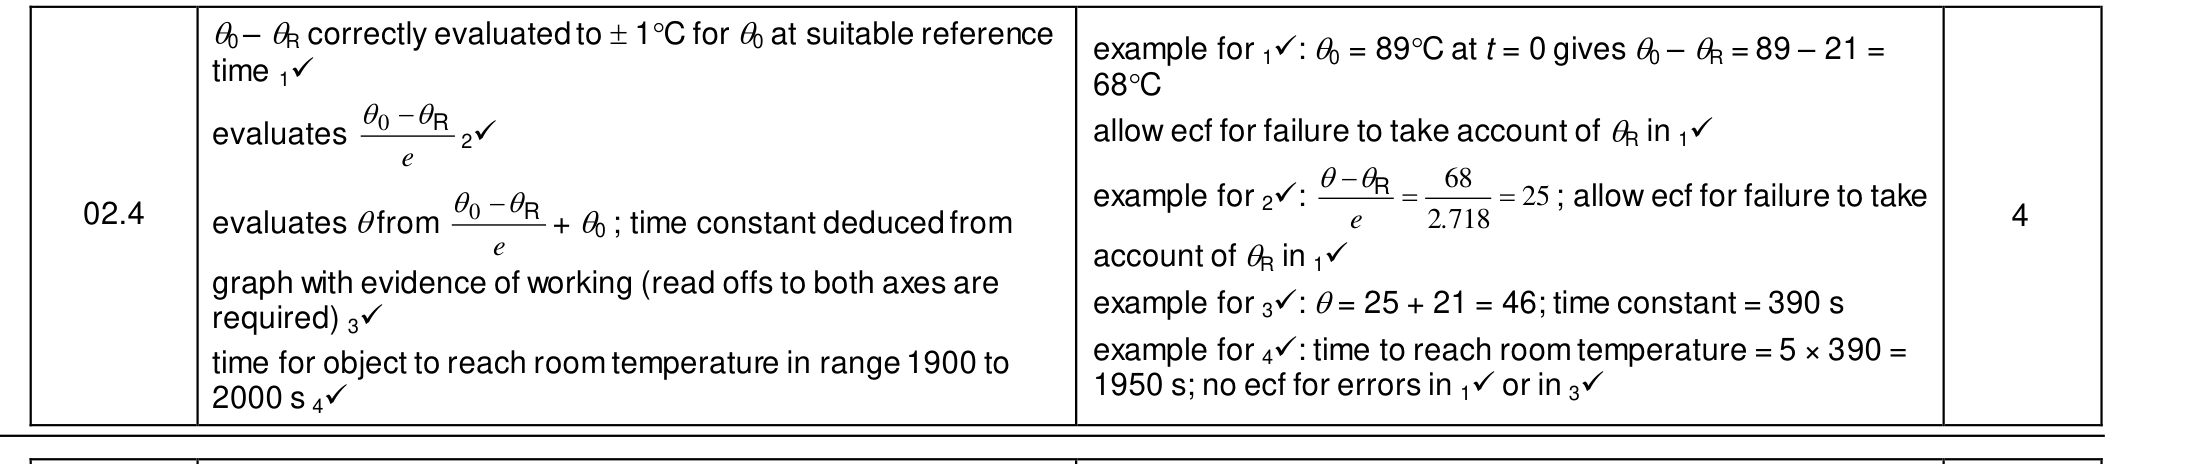 02.4
θ₀ – θR correctly evaluated to ± 1°C for θ₀ at suitable reference
time ₁✓
evaluates (θ₀ – θR)/e ₂✓
evaluates θ from (θ₀ – θR)/e + θ₀ ; time constant deduced from
graph with evidence of working (read offs to both axes are
required) ₃✓
time for object to reach room temperature in range 1900 to
2000 s ₄✓
example for ₁✓: θ₀ = 89°C at t = 0 gives θ₀ – θR = 89 – 21 =
68°C
allow ecf for failure to take account of θR in ₁✓
example for ₂✓: (θ – θR)/e = 68/2.718 = 25 ; allow ecf for failure to take
account of θR in ₁✓
example for ₃✓: θ = 25 + 21 = 46; time constant = 390 s
example for ₄✓: time to reach room temperature = 5 × 390 =
1950 s; no ecf for errors in ₁✓ or in ₃✓
4